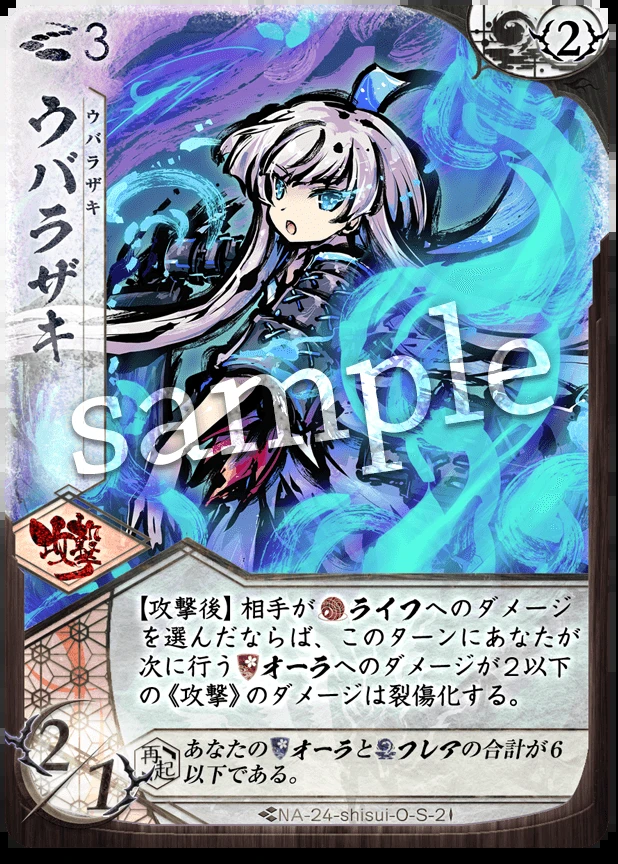 3
2
ウバラザキ
ウバラザキ
sample
攻撃
【攻撃後】相手がライフへのダメージ
を選んだならば、このターンにあなたが
次に行うオーラへのダメージが2以下
の《攻撃》のダメージは裂傷化する。
2/1
再起
あなたのオーラとフレアの合計が6
以下である。
NA-24-shisui-O-S-2